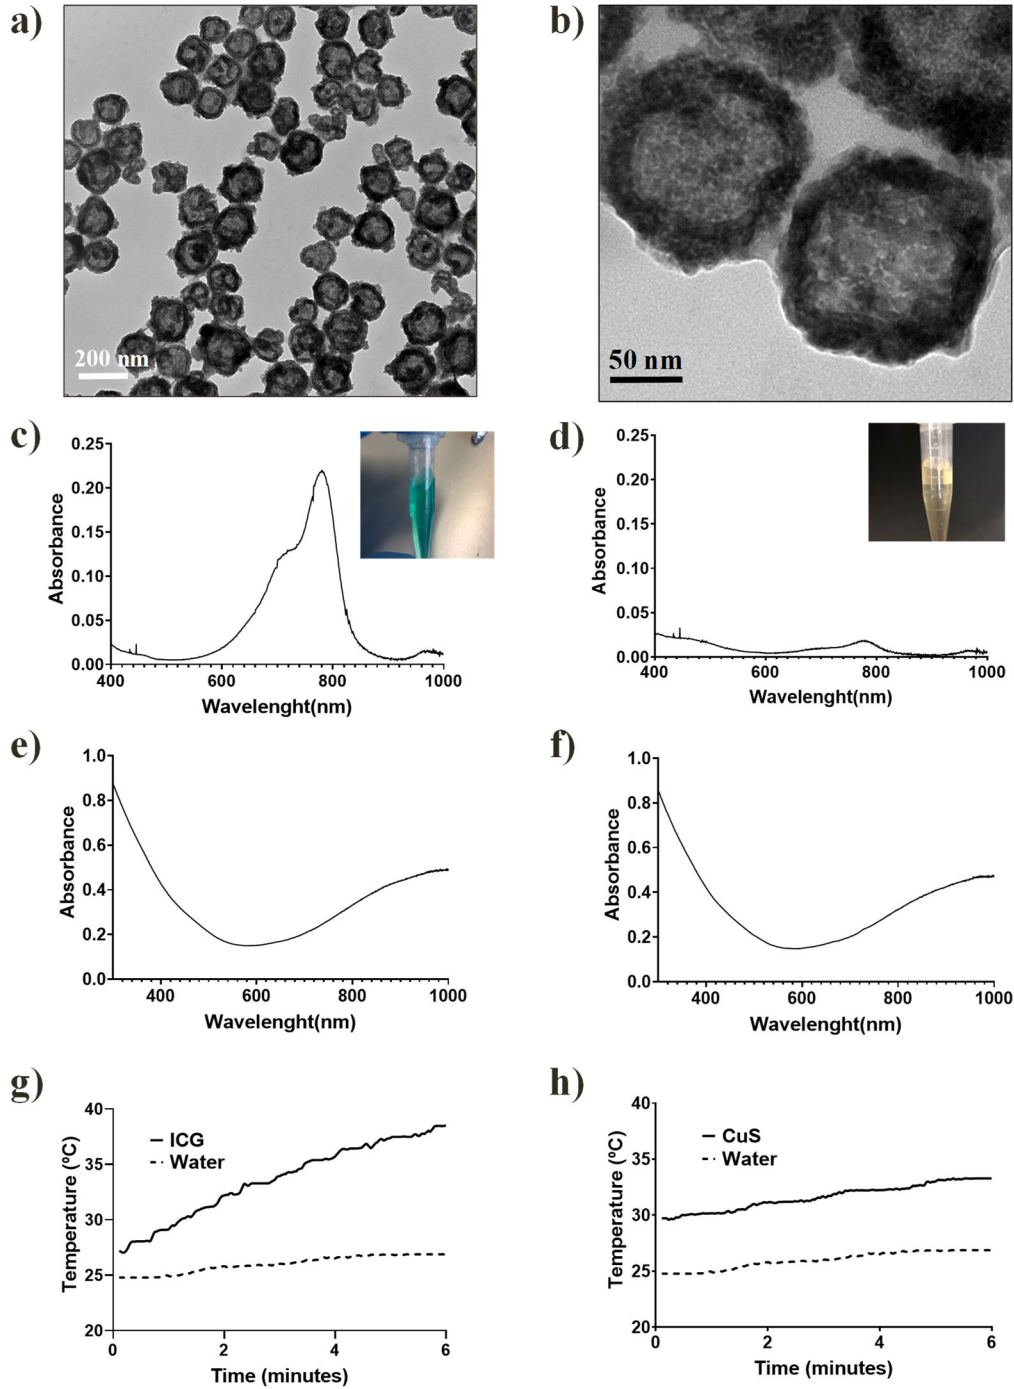 a)
200 nm
b)
50 nm
c)
0.25
0.20
0.15
0.10
0.05
0.00
Absorbance
400 600 800 1000
Wavelenght(nm)
d)
0.25
0.20
0.15
0.10
0.05
0.00
Absorbance
400 600 800 1000
Wavelenght(nm)
e)
1.0
0.8
0.6
0.4
0.2
0.0
Absorbance
400 600 800 1000
Wavelenght(nm)
f)
1.0
0.8
0.6
0.4
0.2
0.0
Absorbance
400 600 800 1000
Wavelenght(nm)
g)
40
35
30
25
20
Temperature (ºC)
ICG
Water
0 2 4 6
Time (minutes)
h)
40
35
30
25
20
Temperature (ºC)
CuS
Water
0 2 4 6
Time (minutes)